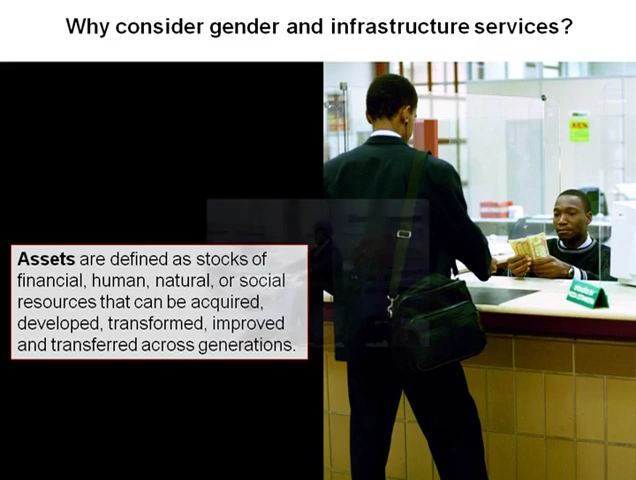 Why consider gender and infrastructure services?
Assets are defined as stocks of
financial, human, natural, or social
resources that can be acquired,
developed, transformed, improved
and transferred across generations.